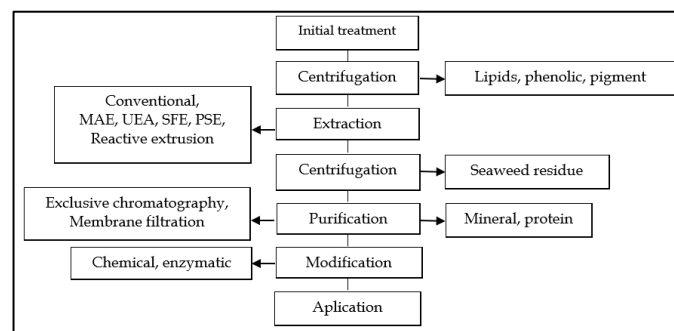 Initial treatment
Centrifugation
Lipids, phenolic, pigment
Conventional,
MAE, UEA, SFE, PSE,
Reactive extrusion
Extraction
Centrifugation
Seaweed residue
Exclusive chromatography,
Membrane filtration
Purification
Mineral, protein
Chemical, enzymatic
Modification
Aplication